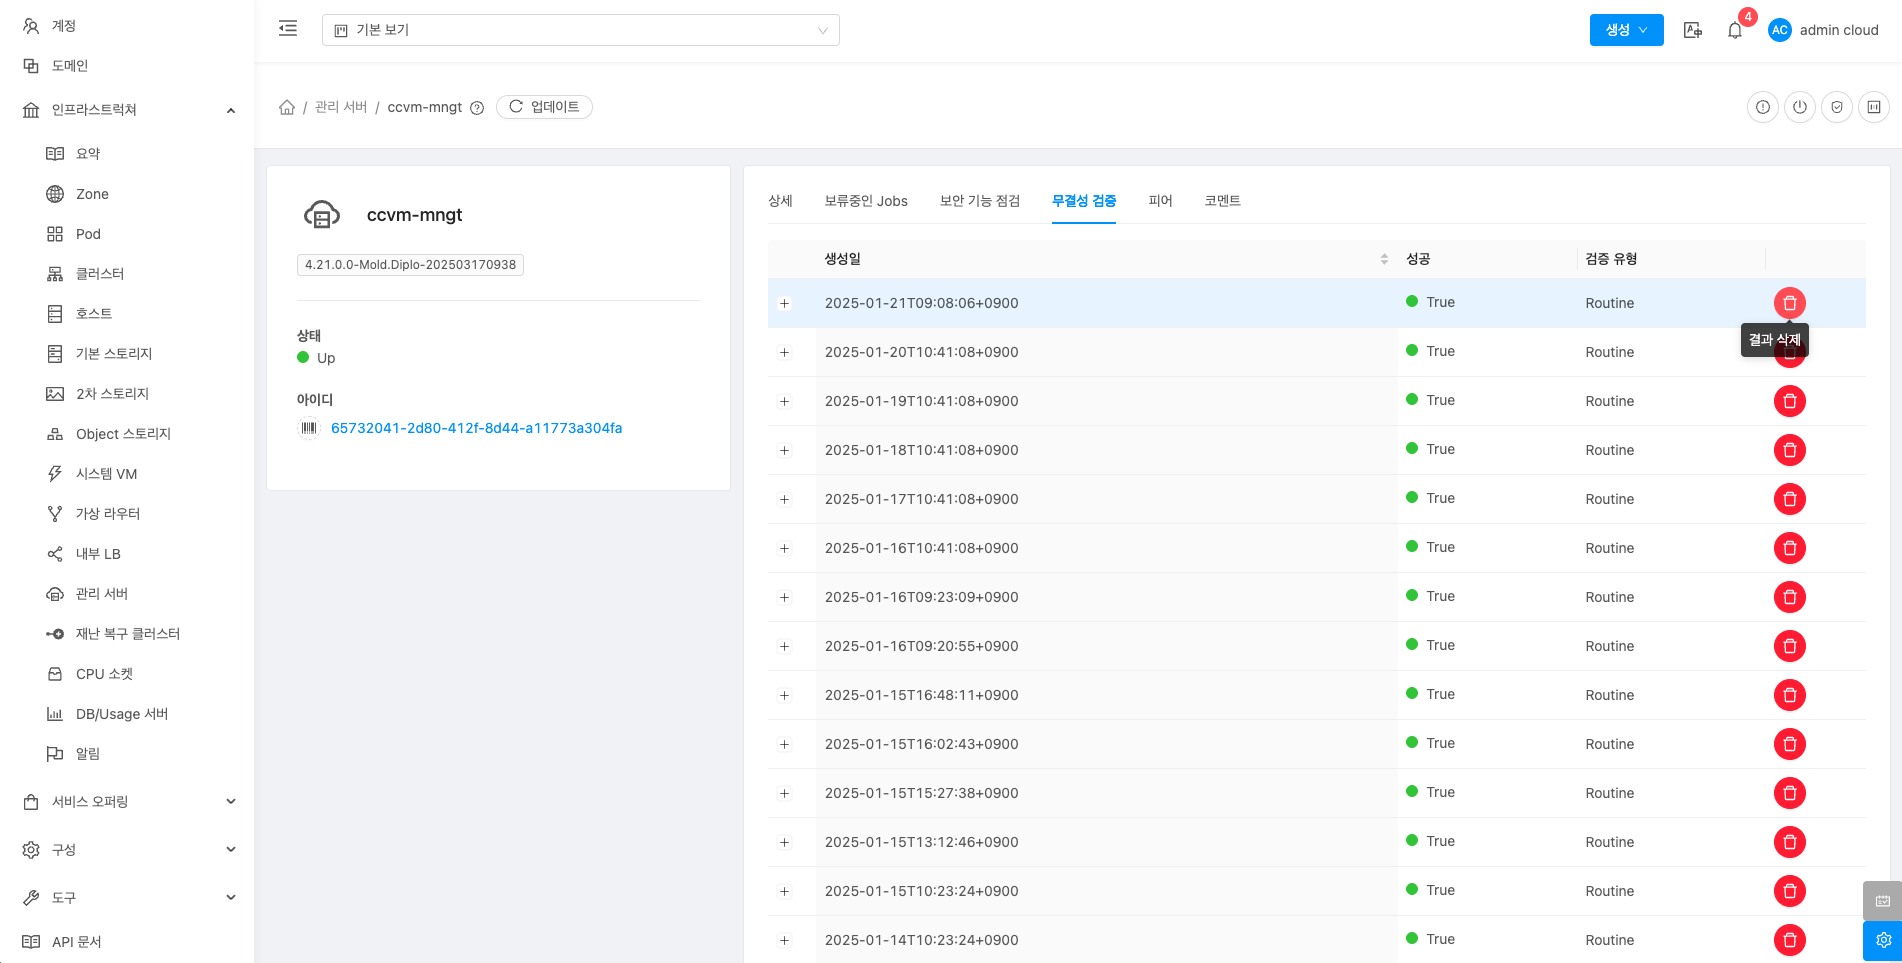 계정
도메인
인프라스트럭쳐
요약
Zone
Pod
클러스터
호스트
기본 스토리지
2차 스토리지
Object 스토리지
시스템 VM
가상 라우터
내부 LB
관리 서버
재난 복구 클러스터
CPU 소켓
DB/Usage 서버
알림
서비스 오퍼링
구성
도구
API 문서
기본 보기
생성
4
AC admin cloud
/ 관리 서버 / ccvm-mngt 업데이트
ccvm-mngt
4.21.0.0-Mold.Diplo-202503170938
상태
Up
아이디
65732041-2d80-412f-8d44-a11773a304fa
상세 보류중인 Jobs 보안 기능 점검 무결성 검증 피어 코멘트
생성일 성공 검증 유형
2025-01-21T09:08:06+0900 True Routine
결과 삭제
2025-01-20T10:41:08+0900 True Routine
2025-01-19T10:41:08+0900 True Routine
2025-01-18T10:41:08+0900 True Routine
2025-01-17T10:41:08+0900 True Routine
2025-01-16T10:41:08+0900 True Routine
2025-01-16T09:23:09+0900 True Routine
2025-01-16T09:20:55+0900 True Routine
2025-01-15T16:48:11+0900 True Routine
2025-01-15T16:02:43+0900 True Routine
2025-01-15T15:27:38+0900 True Routine
2025-01-15T13:12:46+0900 True Routine
2025-01-15T10:23:24+0900 True Routine
2025-01-14T10:23:24+0900 True Routine